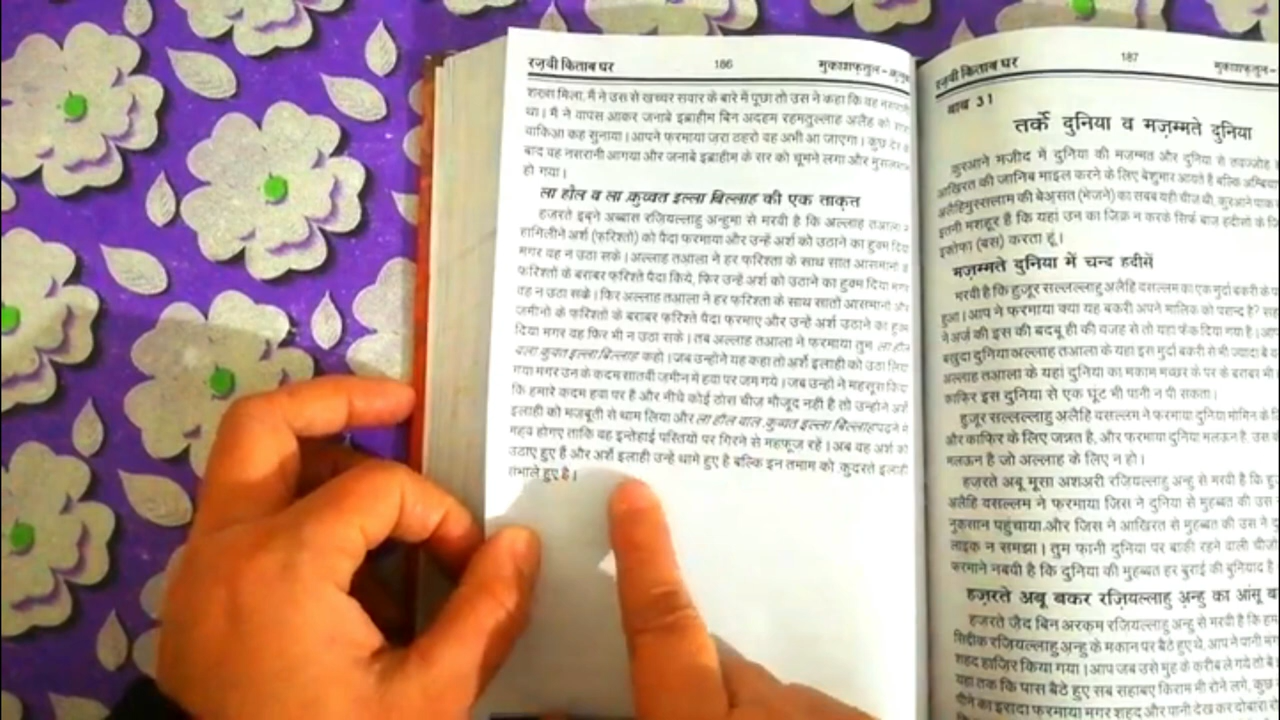 रज़वी किताब घर 186 मुकाशफ़तुल-क़ुलूब
शख्स मिला, मैं ने उस से खच्चर सवार के बारे में पूछा तो उस ने कहा कि वह नसरानी
था। मैं ने वापस आकर जनाबे इब्राहीम बिन अदहम रहमतुल्लाह अलैह को सारा
वाकिआ कह सुनाया। आपने फरमाया ज़रा ठहरो वह अभी आ जाएगा। कुछ देर
बाद वह नसरानी आगया और जनाबे इब्राहीम के सर को चूमने लगा और मुसलमान
हो गया।
ला हौल व ला क़ुव्वत इल्ला बिल्लाह की एक ताक़त
हज़रते इब्ने अब्बास रज़ियल्लाहु अन्हुमा से मरवी है कि अल्लाह तआला ने
हामिलीने अर्श (फ़रिश्तो) को पैदा फरमाया और उन्हें अर्श को उठाने का हुक्म दिया
मगर वह न उठा सके। अल्लाह तआला ने हर फ़रिश्ता के साथ सात आसमानों के
फ़रिश्तों के बराबर फ़रिश्ते पैदा किये, फिर उन्हें अर्श को उठाने का हुक्म दिया मगर
वह न उठा सके। फिर अल्लाह तआला ने हर फ़रिश्ता के साथ सातों आसमानों और
ज़मीनों के फ़रिश्तों के बराबर फ़रिश्ते पैदा फरमाए और उन्हें अर्श उठाने का हुक्म
दिया मगर वह फिर भी न उठा सके। तब अल्लाह तआला ने फरमाया तुम ला हौल
वला क़ुव्वत इल्ला बिल्लाह कहो। जब उन्होंने यह कहा तो अर्शे इलाही को उठा लिया
गया मगर उन के कदम सातवीं ज़मीन में हवा पर जम गये। जब उन्हों ने महसूस किया
कि हमारे कदम हवा पर है और नीचे कोई ठोस चीज़ मौजूद नही है तो उन्होंने अर्शे
इलाही को मज़बूती से थाम लिया और ला हौल वाल क़ुव्वत इल्ला बिल्लाह पढ़ने में
महव होगए ताकि वह इन्तेहाई पस्तियों पर गिरने से महफूज़ रहें। अब वह अर्श को
उठाए हुए हैं और अर्शे इलाही उन्हें थामे हुए है बल्कि इन तमाम को क़ुदरते इलाही
संभाले हुए है।
रज़वी किताब घर 187 मुकाशफ़तुल-
बाब 31
तर्के दुनिया व मज़म्मते दुनिया
क़ुरआने मजीद में दुनिया की मज़म्मत और दुनिया से तवज्जोह
आख़िरत की जानिब माइल करने के लिए बेशुमार आयते है बल्कि अम्बिया
अलैहिमुस्सलाम की बेअ्सत (भेजने) का सबब यही चीज़ थी, क़ुरआने पाक
इतनी मशहूर है कि यहां उन का जिक्र न करके सिर्फ बाज़ हदीसों के
इक्तेफा (बस) करता हूं।
मज़म्मते दुनिया में चन्द हदीसें
मरवी है कि हुज़ूर सल्लल्लाहु अलैहि वसल्लम का एक मुर्दा बकरी के
हुआ। आप ने फरमाया क्या यह बकरी अपने मालिक को पसन्द है?
ने अर्ज़ की इस की बदबू ही की वजह से तो यहां फेंक दिया गया है।
बख़ुदा दुनिया अल्लाह तआला के यहां इस मुर्दा बकरी से भी ज़्यादा
अल्लाह तआला के यहां दुनिया का मकाम मच्छर के पर के बराबर भी
काफिर इस दुनिया से एक घूंट भी पानी न पी सकता।
हुज़ूर सल्लल्लाहु अलैहि वसल्लम ने फरमाया दुनिया मोमिन के
और काफिर के लिए जन्नत है, और फरमाया दुनिया मलऊन है, उस
मलऊन है जो अल्लाह के लिए न हो।
हज़रते अबू मूसा अशअरी रज़ियल्लाहु अन्हु से मरवी है कि
अलैहि वसल्लम ने फरमाया जिस ने दुनिया से मुहब्बत की उस
नुकसान पहुंचाया और जिस ने आखिरत से मुहब्बत की उस ने
लाइक न समझा। तुम फानी दुनिया पर बाकी रहने वाली चीज़ों
फरमाने नबवी है कि दुनिया की मुहब्बत हर बुराई की बुनियाद है
हज़रते अबू बकर रज़ियल्लाहु अन्हु का आंसू
हज़रते ज़ैद बिन अरकम रज़ियल्लाहु अन्हु से मरवी है कि हम
सिद्दीक रज़ियल्लाहु अन्हु के मकान पर बैठे हुए थे, आप ने पानी
शहद हाज़िर किया गया। आप जब उसे मुंह के करीब ले गये तो
यहां तक कि पास बैठे हुए सब सहाबए किराम भी रोने लगे, कुछ
पीने का इरादा फरमाया मगर शहद और पानी देख कर दोबारा